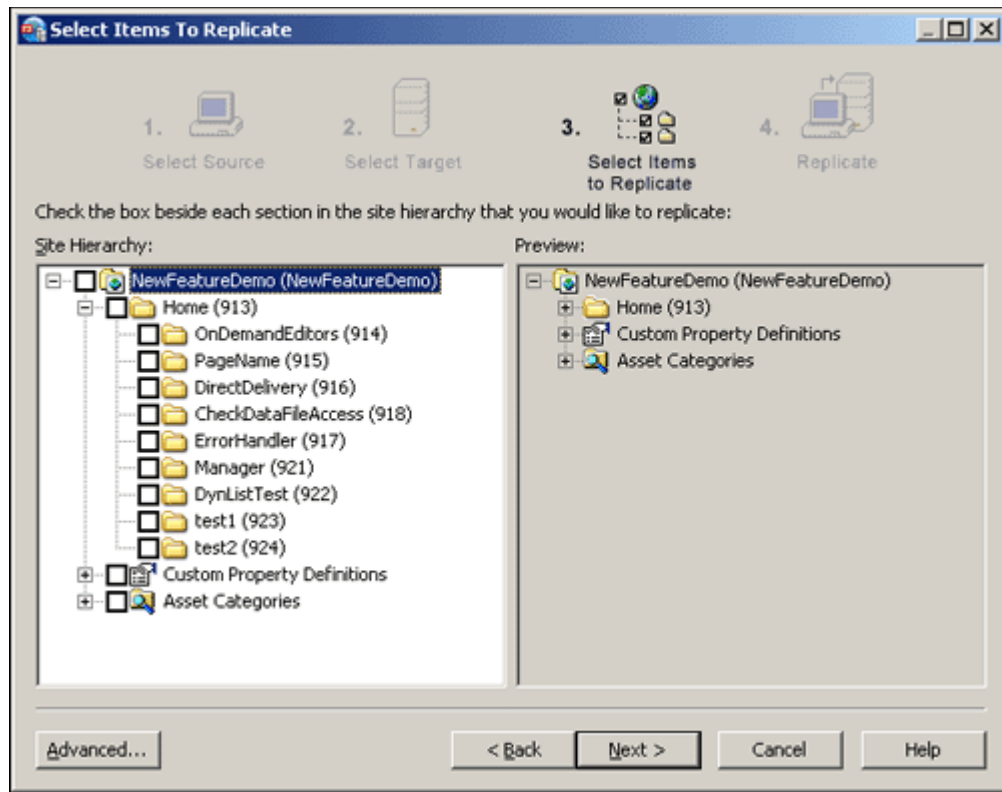 Select Items To Replicate
1. Select Source
2. Select Target
3. Select Items
to Replicate
4. Replicate
Check the box beside each section in the site hierarchy that you would like to replicate:
Site Hierarchy:
NewFeatureDemo (NewFeatureDemo)
Home (913)
OnDemandEditors (914)
PageName (915)
DirectDelivery (916)
CheckDataFileAccess (918)
ErrorHandler (917)
Manager (921)
DynListTest (922)
test1 (923)
test2 (924)
Custom Property Definitions
Asset Categories
Preview:
NewFeatureDemo (NewFeatureDemo)
Home (913)
Custom Property Definitions
Asset Categories
Advanced...
< Back
Next >
Cancel
Help